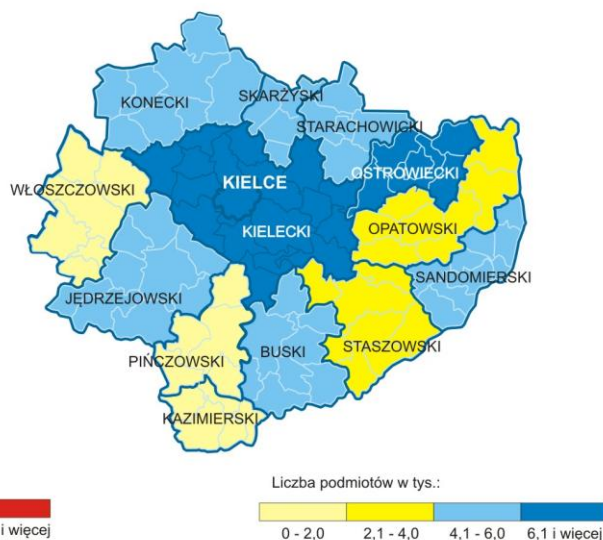 KONECKI
SKARŻYSKI
STARACHOWICKI
OSTROWIECKI
WŁOSZCZOWSKI
KIELCE
KIELECKI
OPATOWSKI
SANDOMIERSKI
JĘDRZEJOWSKI
PIŃCZOWSKI
BUSKI
STASZOWSKI
KAZIMIERSKI
Liczba podmiotów w tys.:
i więcej
0 - 2,0
2,1 - 4,0
4,1 - 6,0
6,1 i więcej